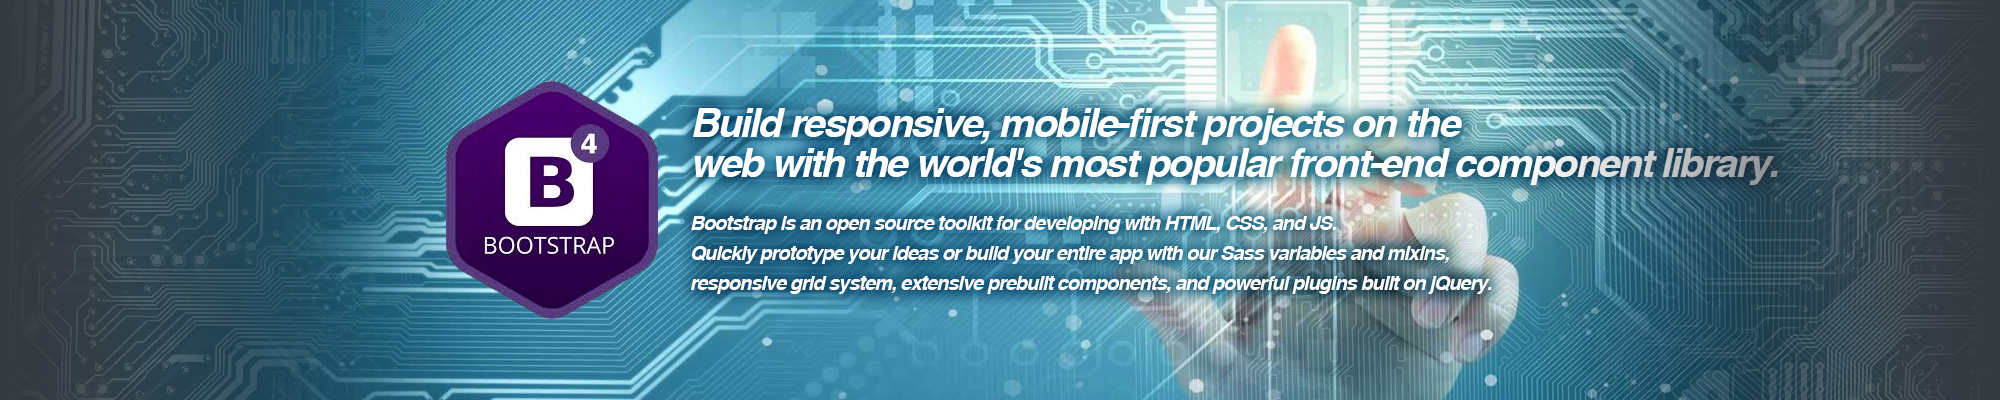 B
4
BOOTSTRAP
Build responsive, mobile-first projects on the
web with the world's most popular front-end component library.
Bootstrap is an open source toolkit for developing with HTML, CSS, and JS.
Quickly prototype your ideas or build your entire app with our Sass variables and mixins,
responsive grid system, extensive prebuilt components, and powerful plugins built on jQuery.